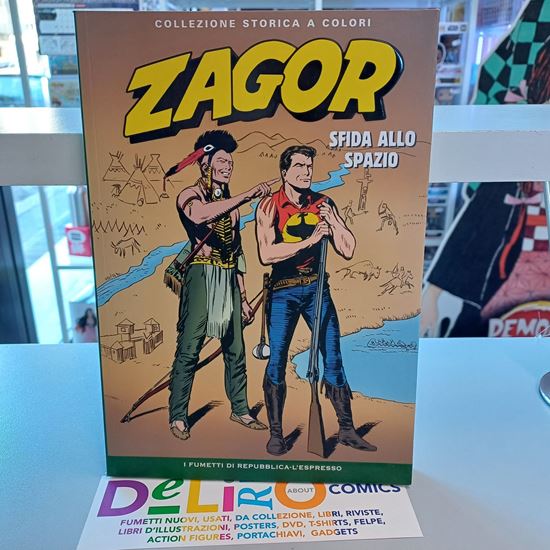 COLLEZIONE STORICA A COLORI
ZAGOR
SFIDA ALLO
SPAZIO
I FUMETTI DI REPUBBLICA-L'ESPRESSO
DeLiRO ABOUT COMICS
FUMETTI NUOVI, USATI, DA COLLEZIONE, LIBRI, RIVISTE,
LIBRI D'ILLUSTRAZIONI, POSTERS, DVD, T-SHIRTS, FELPE,
ACTION FIGURES, PORTACHIAVI, GADGETS